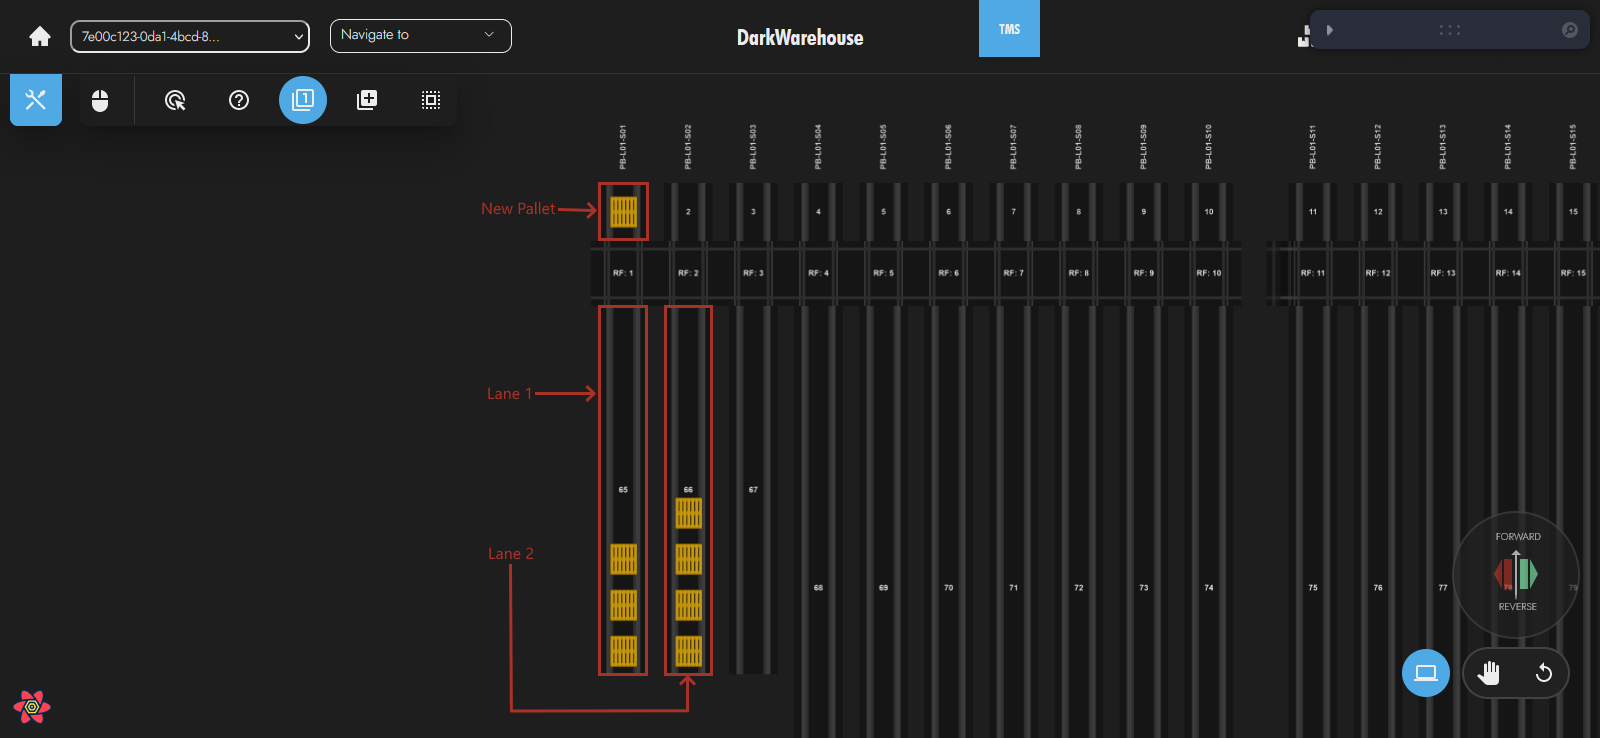 7e00c123-0da1-4bcd-8...
Navigate to
DarkWarehouse
TMS
1
PB-L01-S01
PB-L01-S02
PB-L01-S03
PB-L01-S04
PB-L01-S05
PB-L01-S06
PB-L01-S07
PB-L01-S08
PB-L01-S09
PB-L01-S10
PB-L01-S11
PB-L01-S12
PB-L01-S13
PB-L01-S14
PB-L01-S15
New Pallet
2 3 4 5 6 7 8 9 10 11 12 13 14 15
RF: 1 RF: 2 RF: 3 RF: 4 RF: 5 RF: 6 RF: 7 RF: 8 RF: 9 RF: 10 RF: 11 RF: 12 RF: 13 RF: 14 RF: 15
Lane 1
65 66 67
FORWARD
Lane 2
68 69 70 71 72 73 74 75 76 77 78 79
REVERSE